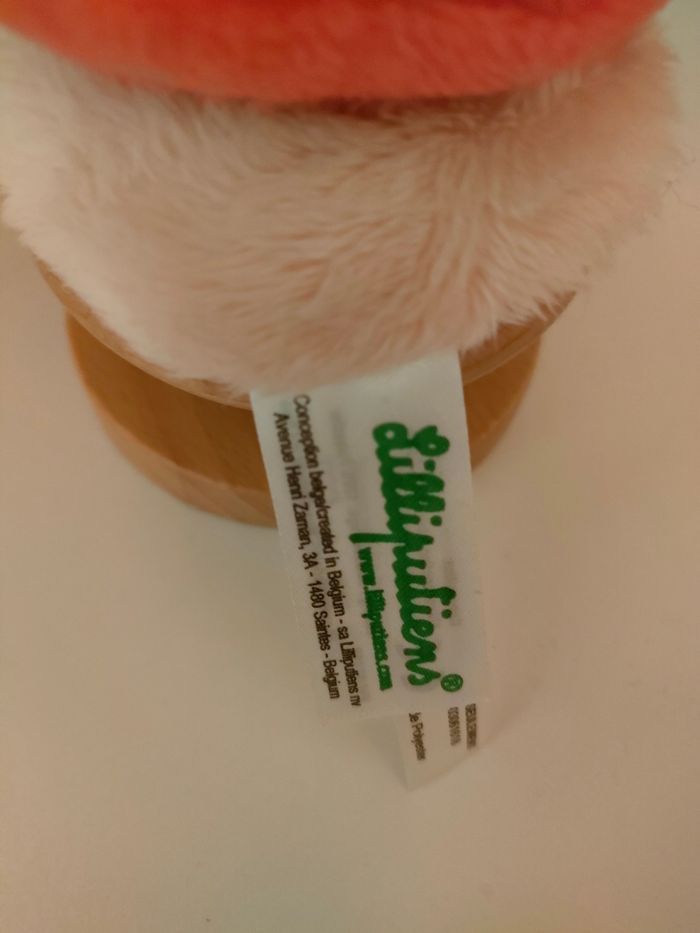 Lilliputiens®
www.lilliputiens.com
Conception belge/created in Belgium - sa Lilliputiens nv
Avenue Henri Zaman, 3A - 1480 Saintes - Belgium
Polyester